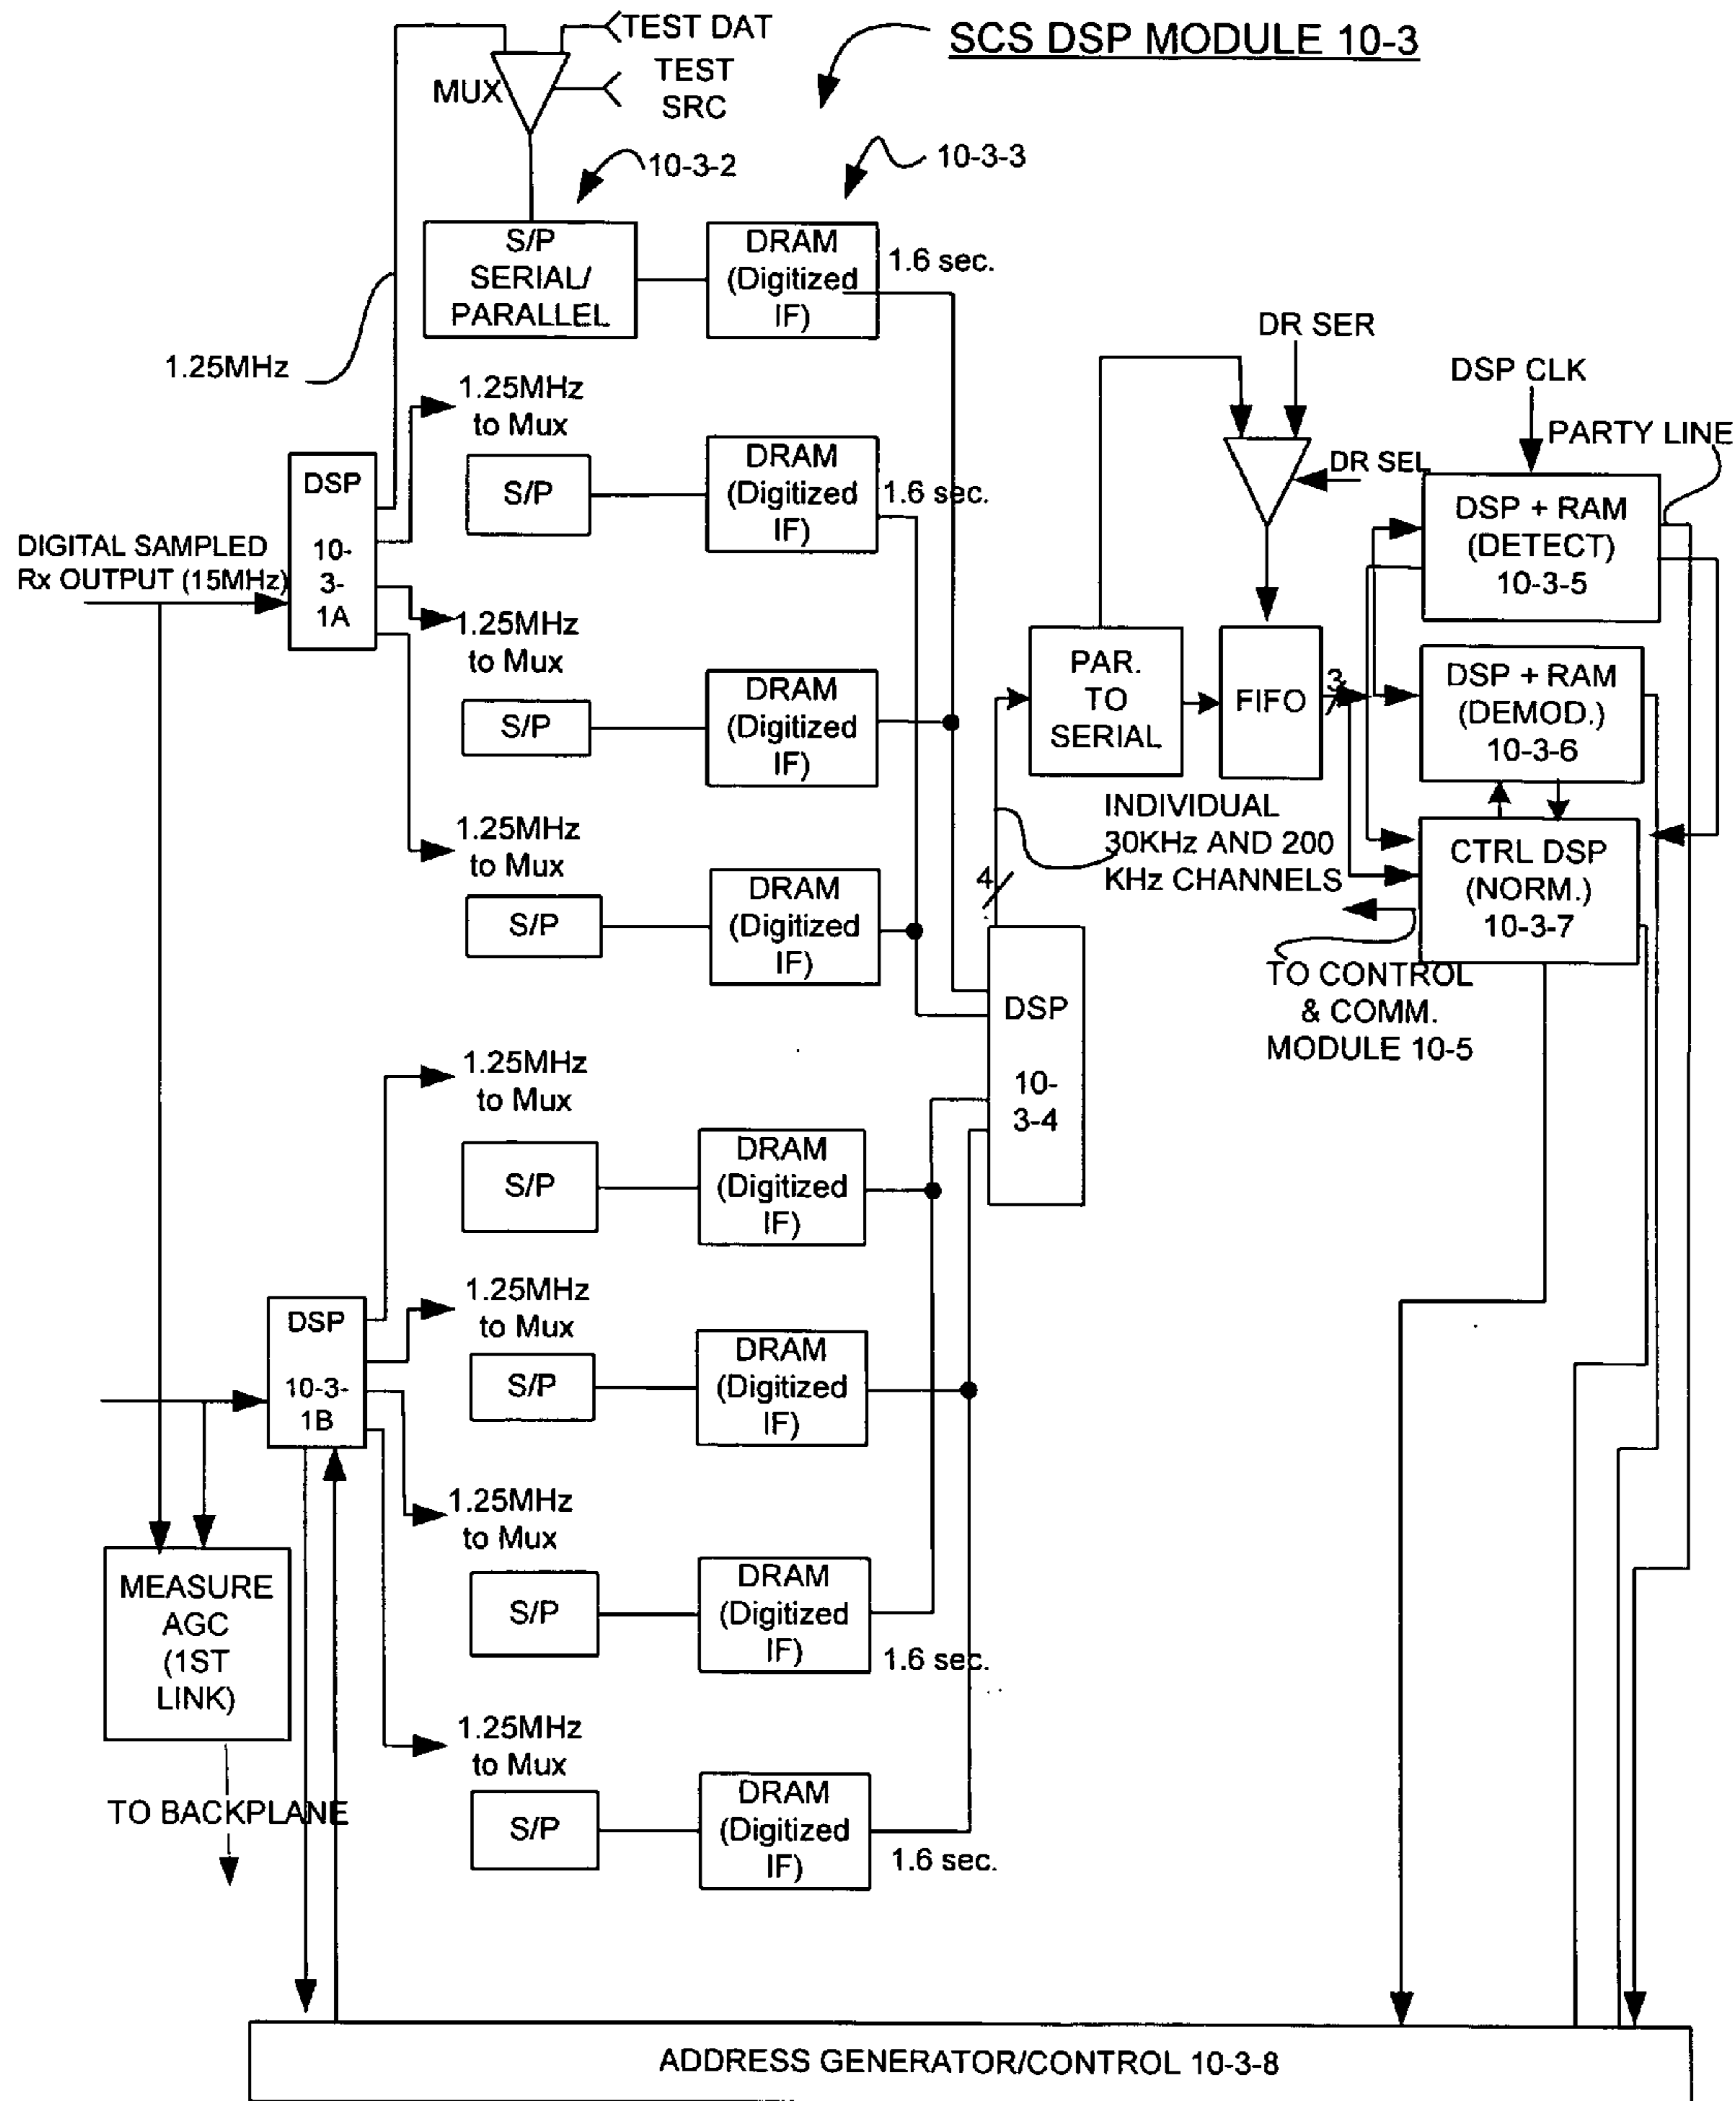 TEST DAT
SCS DSP MODULE 10-3
MUX
TEST
SRC
10-3-2
10-3-3
S/P
SERIAL/
PARALLEL
DRAM
(Digitized
IF)
1.6 sec.
1.25MHz
DR SER
DSP CLK
PARTY LINE
DR SEL
1.25MHz
to Mux
S/P
DRAM
(Digitized
IF)
1.6 sec.
DSP
10-
3-
1A
DIGITAL SAMPLED
Rx OUTPUT (15MHz)
DSP + RAM
(DETECT)
10-3-5
1.25MHz
to Mux
S/P
DRAM
(Digitized
IF)
PAR.
TO
SERIAL
FIFO
3
DSP + RAM
(DEMOD.)
10-3-6
INDIVIDUAL
30KHz AND 200
KHz CHANNELS
4
CTRL DSP
(NORM.)
10-3-7
1.25MHz
to Mux
S/P
DRAM
(Digitized
IF)
TO CONTROL
& COMM.
MODULE 10-5
DSP
10-
3-4
1.25MHz
to Mux
S/P
DRAM
(Digitized
IF)
DSP
10-3-
1B
1.25MHz
to Mux
S/P
DRAM
(Digitized
IF)
1.25MHz
to Mux
S/P
DRAM
(Digitized
IF)
1.6 sec.
MEASURE
AGC
(1ST
LINK)
TO BACKPLANE
1.25MHz
to Mux
S/P
DRAM
(Digitized
IF)
1.6 sec.
ADDRESS GENERATOR/CONTROL 10-3-8